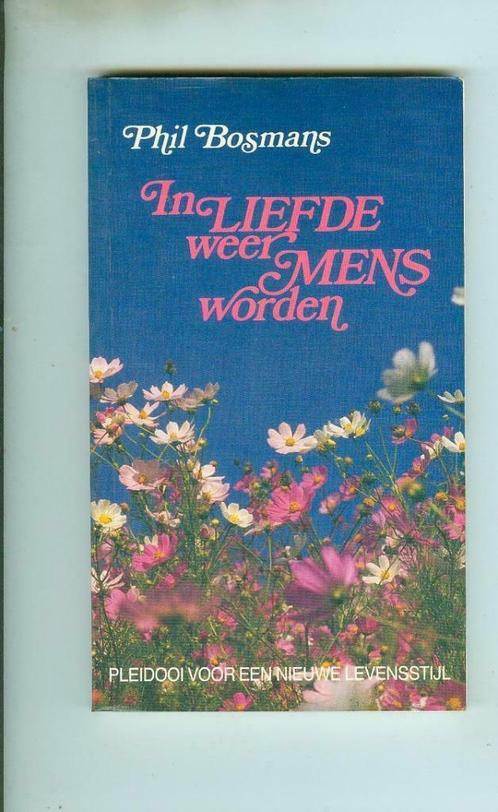 Phil Bosmans
In LIEFDE
weer MENS
worden
PLEIDOOI VOOR EEN NIEUWE LEVENSSTIJL